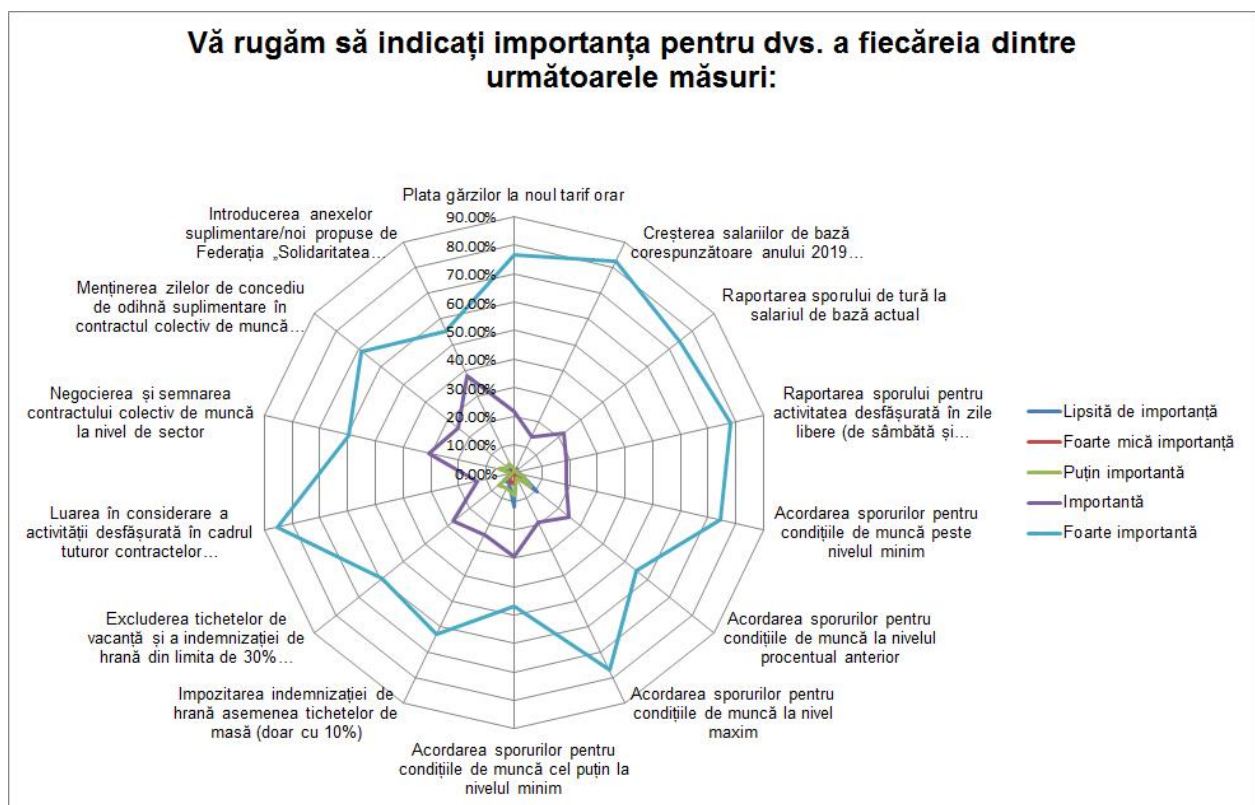 Vă rugăm să indicați importanța pentru dvs. a fiecăreia dintre
următoarele măsuri:
Plata gărzilor la noul tarif orar
Creșterea salariilor de bază
corespunzătoare anului 2019…
Raportarea sporului de tură la
salariul de bază actual
Raportarea sporului pentru
activitatea desfășurată în zile
libere (de sâmbătă și…
Acordarea sporurilor pentru
condițiile de muncă peste
nivelul minim
Acordarea sporurilor pentru
condițiile de muncă la nivelul
procentual anterior
Acordarea sporurilor pentru
condițiile de muncă la nivel
maxim
Acordarea sporurilor pentru
condițiile de muncă cel puțin la
nivelul minim
Impozitarea indemnizației de
hrană asemenea tichetelor de
masă (doar cu 10%)
Excluderea tichetelor de
vacanță și a indemnizației de
hrană din limita de 30%…
Luarea în considerare a
activității desfășurată în cadrul
tuturor contractelor…
Negocierea și semnarea
contractului colectiv de muncă
la nivel de sector
Menținerea zilelor de concediu
de odihnă suplimentare în
contractul colectiv de muncă…
Introducerea anexelor
suplimentare/noi propuse de
Federația „Solidaritatea…
90.00%
80.00%
70.00%
60.00%
50.00%
40.00%
30.00%
20.00%
10.00%
0.00%
Lipsită de importanță
Foarte mică importanță
Puțin importantă
Importantă
Foarte importantă